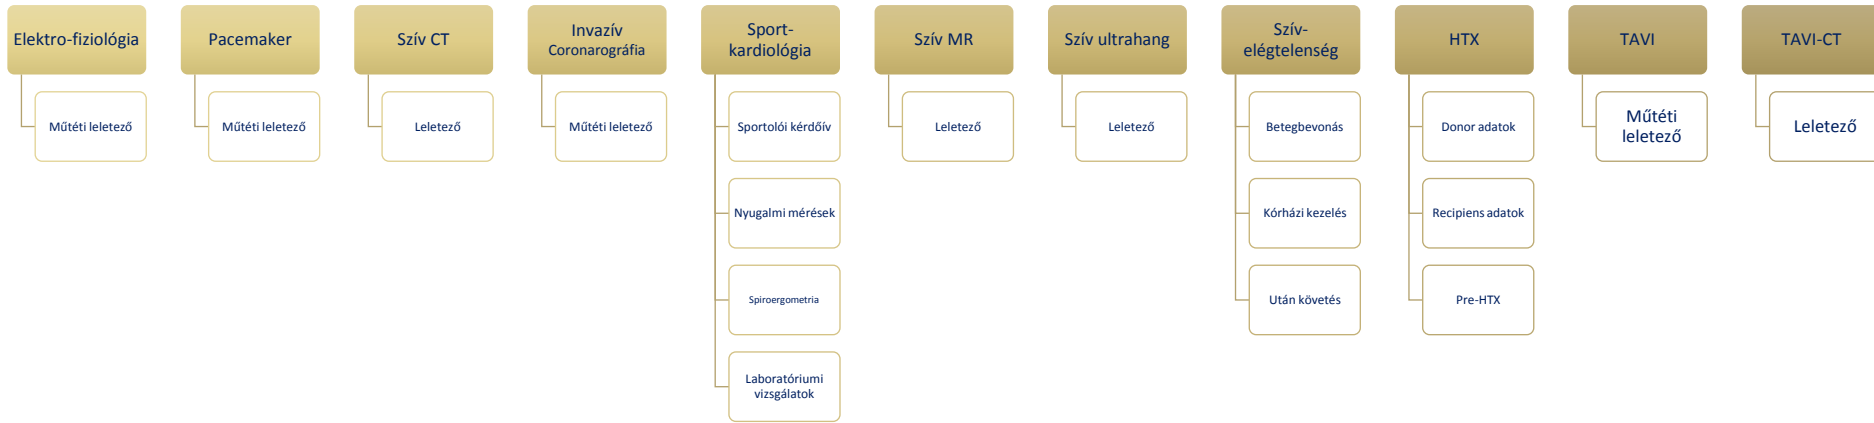 Elektro-fiziológia
Műtéti leletező
Pacemaker
Műtéti leletező
Szív CT
Leletező
Invazív
Coronarográfia
Műtéti leletező
Sport-
kardiológia
Sportolói kérdőív
Nyugalmi mérések
Spiroergometria
Laboratóriumi
vizsgálatok
Szív MR
Leletező
Szív ultrahang
Leletező
Szív-
elégtelenség
Betegbevonás
Kórházi kezelés
Után követés
HTX
Donor adatok
Recipiens adatok
Pre-HTX
TAVI
Műtéti
leletező
TAVI-CT
Leletező